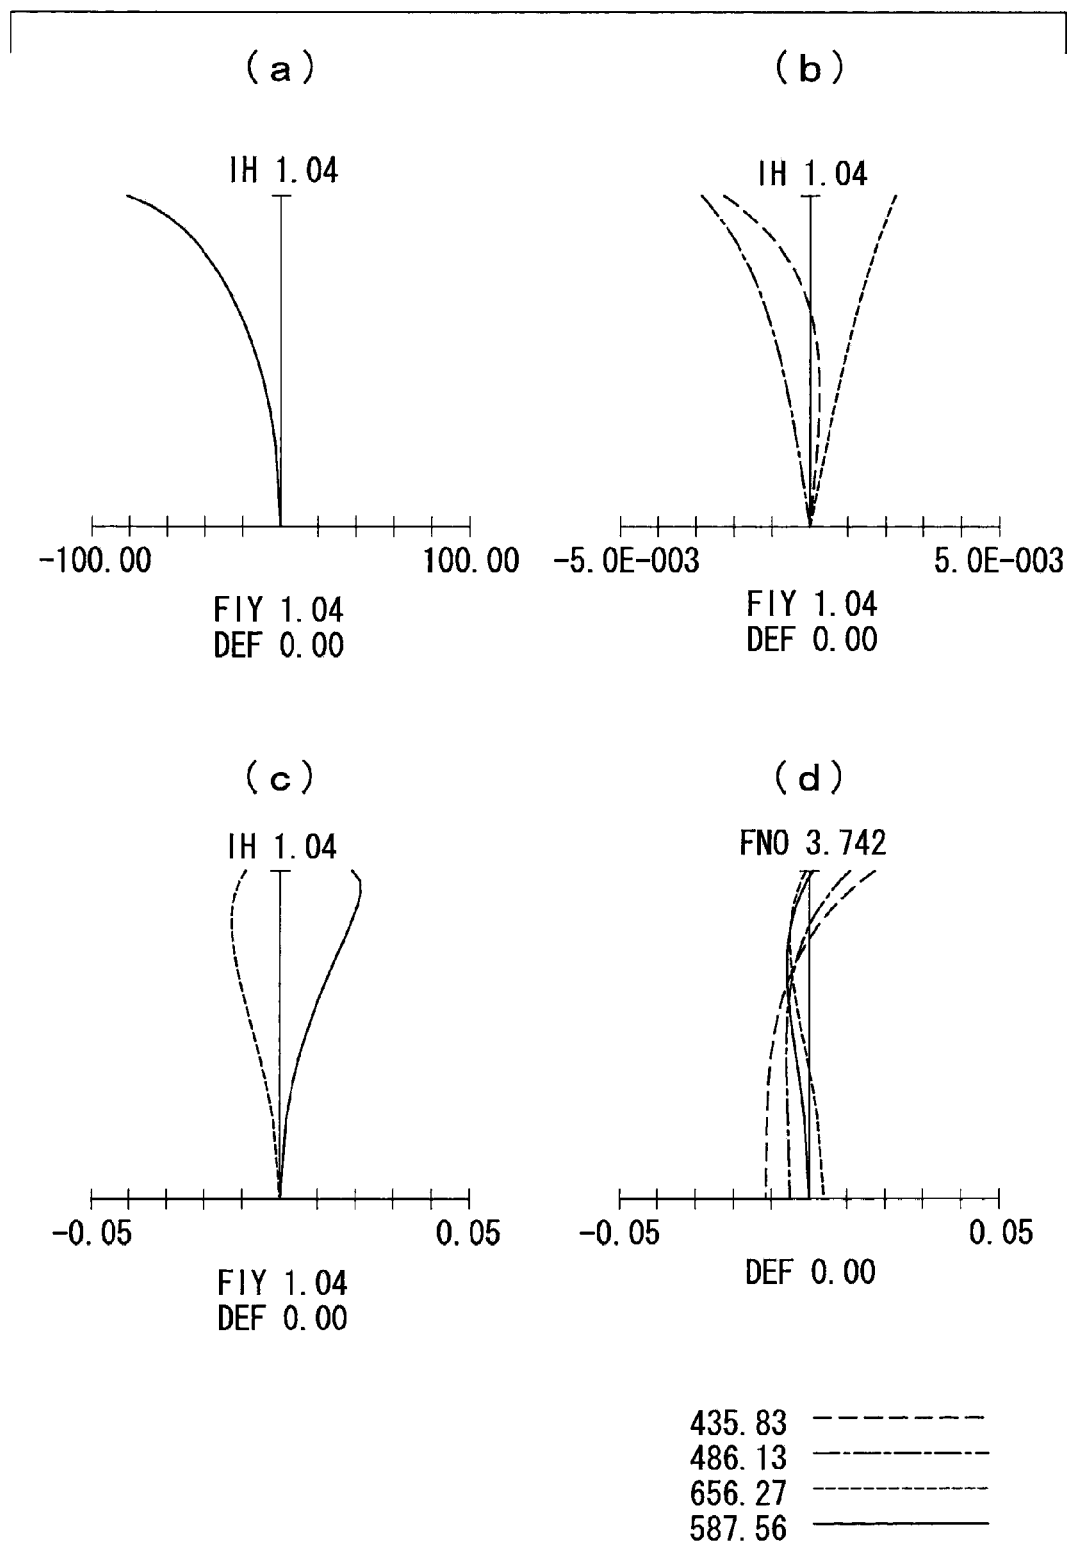 (a)
(b)
IH 1.04
IH 1.04
-100.00
100.00
-5.0E-003
5.0E-003
FIY 1.04
DEF 0.00
FIY 1.04
DEF 0.00
(c)
(d)
IH 1.04
FNO 3.742
-0.05
0.05
-0.05
0.05
FIY 1.04
DEF 0.00
DEF 0.00
435.83
486.13
656.27
587.56